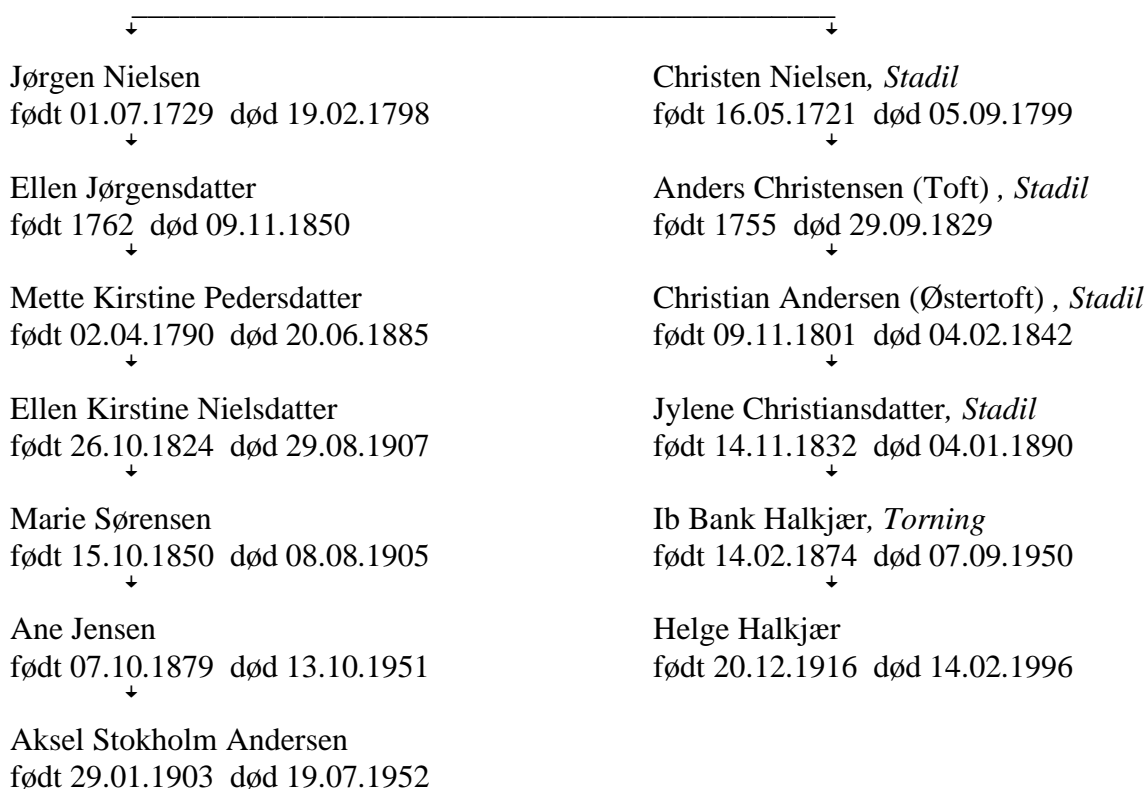 Jørgen Nielsen
født 01.07.1729 død 19.02.1798
Ellen Jørgensdatter
født 1762 død 09.11.1850
Mette Kirstine Pedersdatter
født 02.04.1790 død 20.06.1885
Ellen Kirstine Nielsdatter
født 26.10.1824 død 29.08.1907
Marie Sørensen
født 15.10.1850 død 08.08.1905
Ane Jensen
født 07.10.1879 død 13.10.1951
Aksel Stokholm Andersen
født 29.01.1903 død 19.07.1952
Christen Nielsen, Stadil
født 16.05.1721 død 05.09.1799
Anders Christensen (Toft) , Stadil
født 1755 død 29.09.1829
Christian Andersen (Østertoft) , Stadil
født 09.11.1801 død 04.02.1842
Jylene Christiansdatter, Stadil
født 14.11.1832 død 04.01.1890
Ib Bank Halkjær, Torning
født 14.02.1874 død 07.09.1950
Helge Halkjær
født 20.12.1916 død 14.02.1996